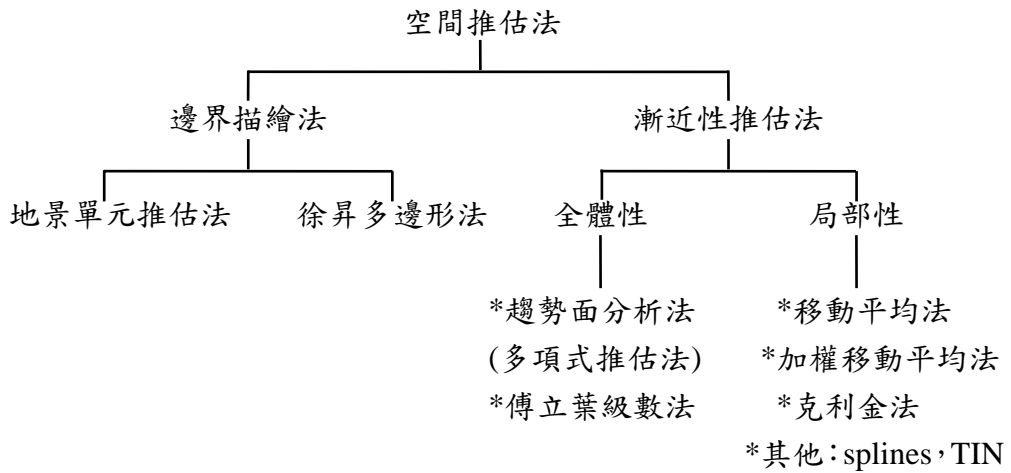 空間推估法
邊界描繪法
漸近性推估法
地景單元推估法
徐昇多邊形法
全體性
局部性
*趨勢面分析法
(多項式推估法)
*傅立葉級數法
*移動平均法
*加權移動平均法
*克利金法
*其他：splines，TIN